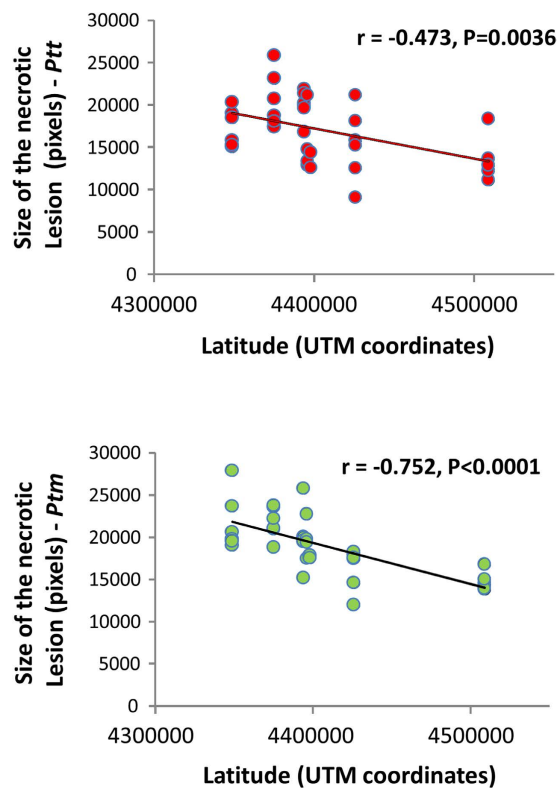 r = -0.473, P=0.0036
Size of the necrotic
Lesion (pixels) - Ptt
30000
25000
20000
15000
10000
5000
0
4300000 4400000 4500000
Latitude (UTM coordinates)
r = -0.752, P<0.0001
Size of the necrotic
Lesion (pixels) - Ptm
30000
25000
20000
15000
10000
5000
0
4300000 4400000 4500000
Latitude (UTM coordinates)